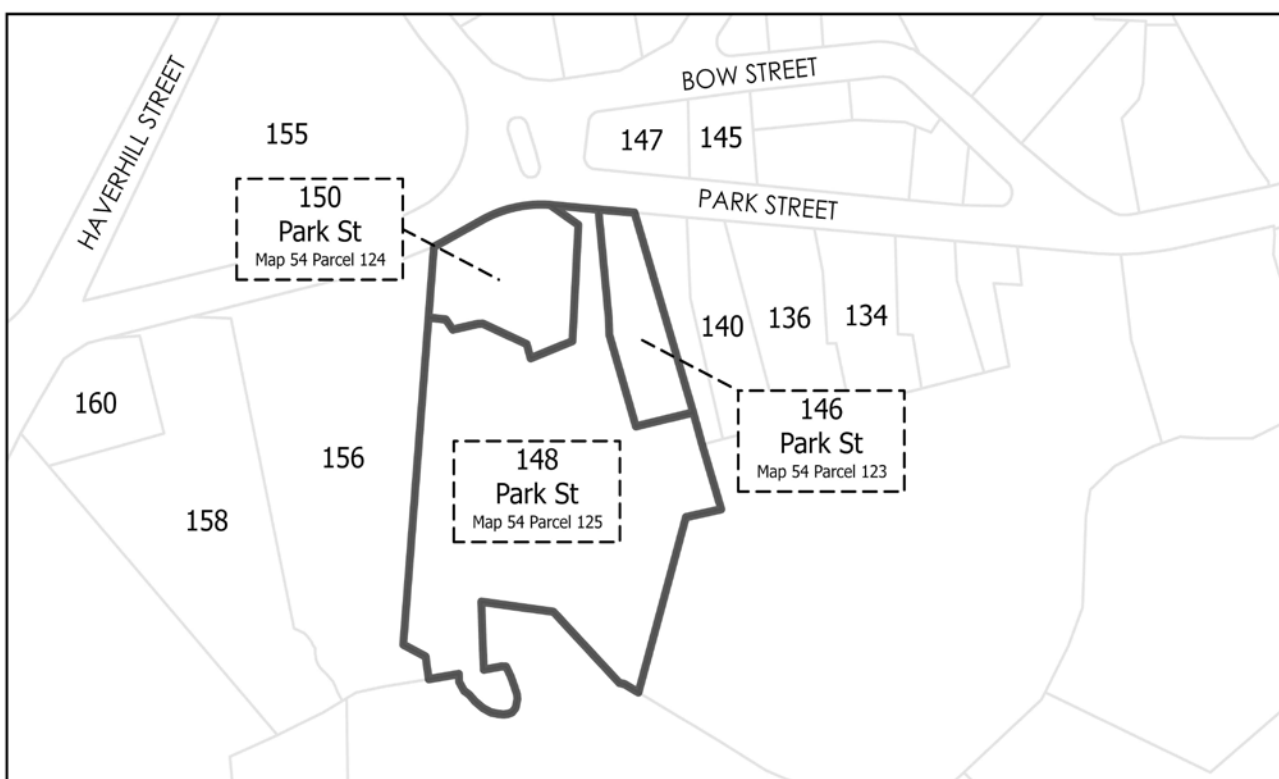 BOW STREET
HAVERHILL STREET
155
147
145
150
Park St
Map 54 Parcel 124
PARK STREET
140
136
134
160
156
146
Park St
Map 54 Parcel 123
148
Park St
Map 54 Parcel 125
158